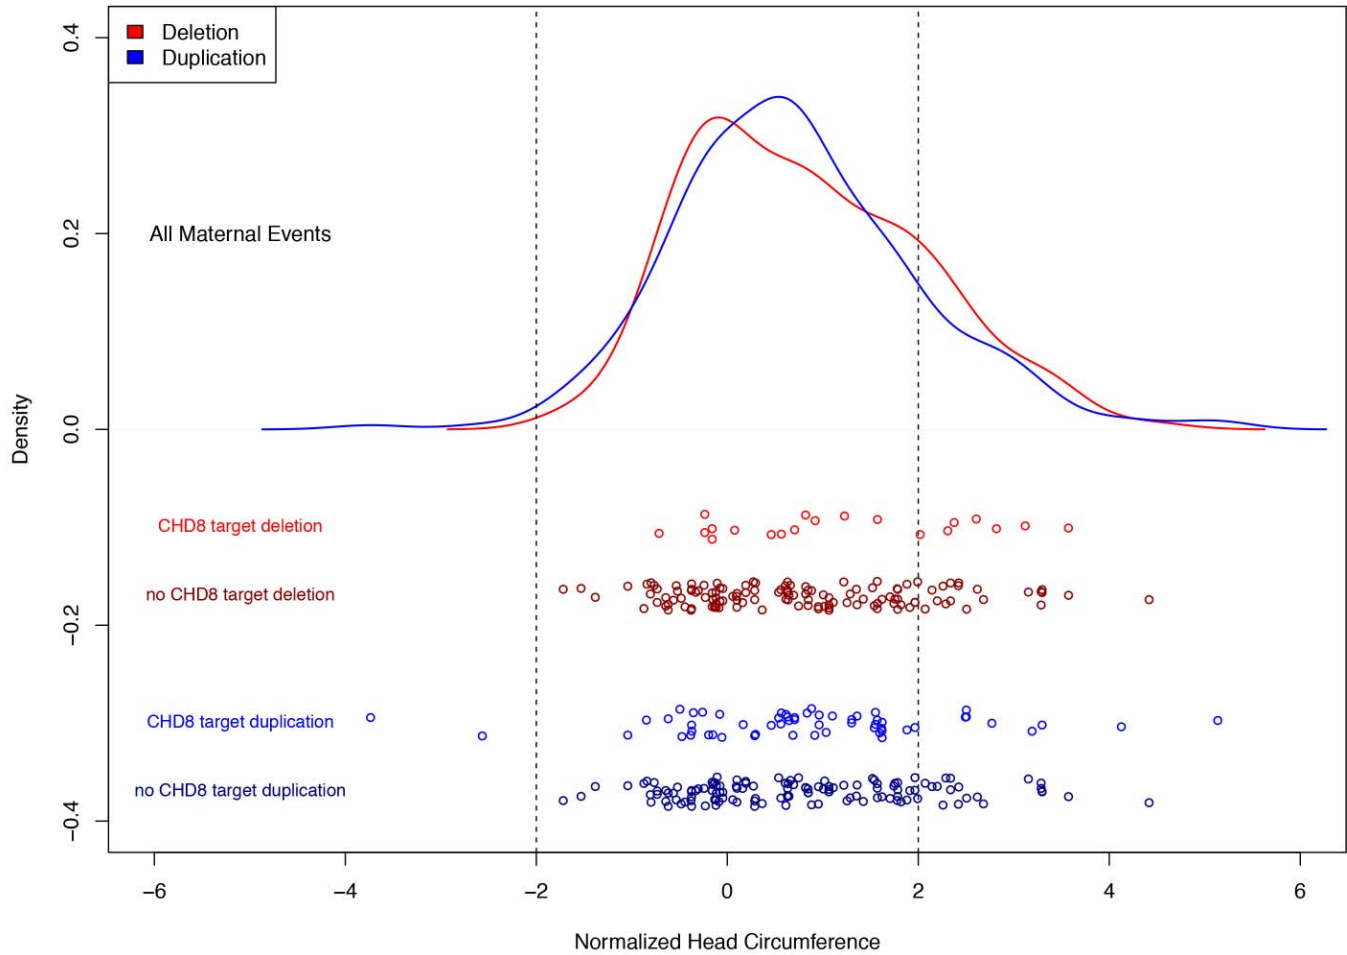 Deletion
Duplication
0.4
0.2
0.0
−0.2
−0.4
Density
All Maternal Events
CHD8 target deletion
no CHD8 target deletion
CHD8 target duplication
no CHD8 target duplication
−6 −4 −2 0 2 4 6
Normalized Head Circumference